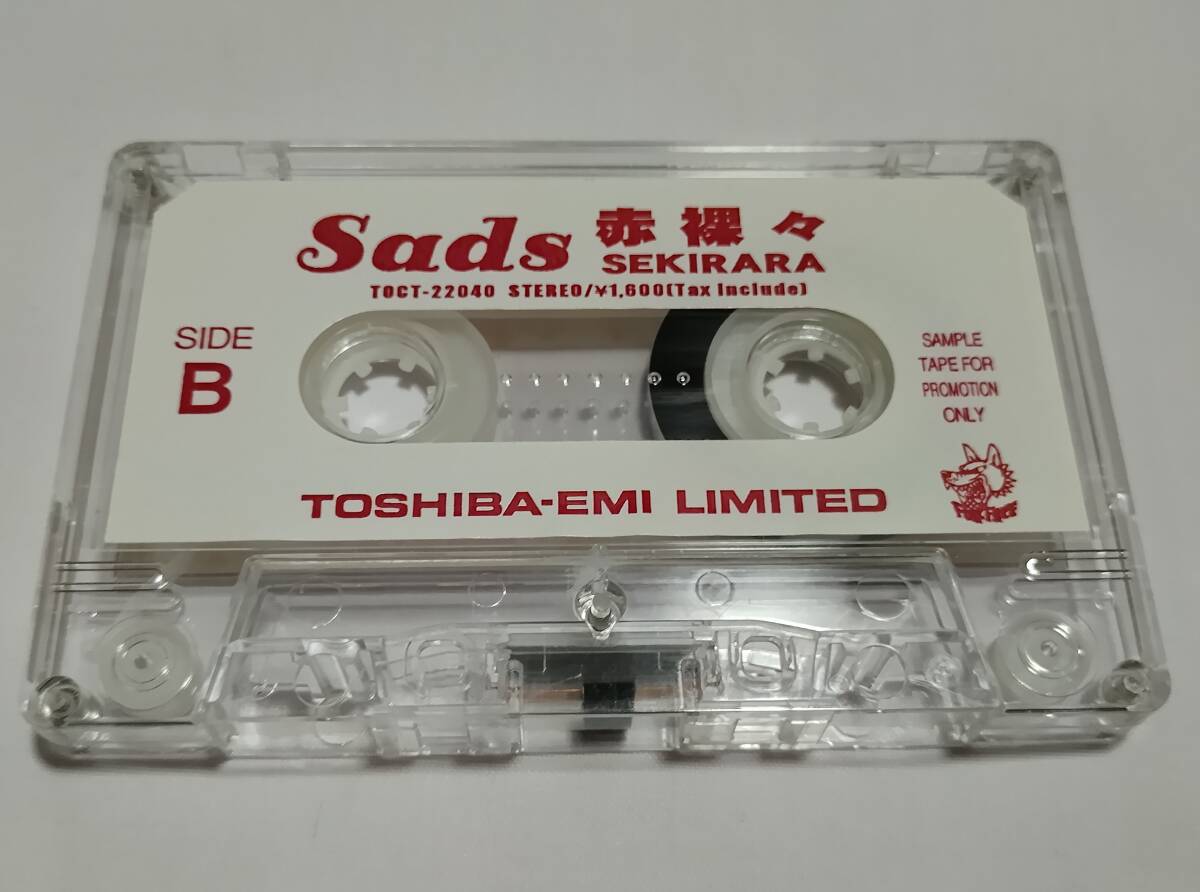 Sads 赤裸々
SEKIRARA
TOCT-22040 STEREO/¥1,600(Tax Include)
SIDE
B
SAMPLE
TAPE FOR
PROMOTION
ONLY
TOSHIBA-EMI LIMITED